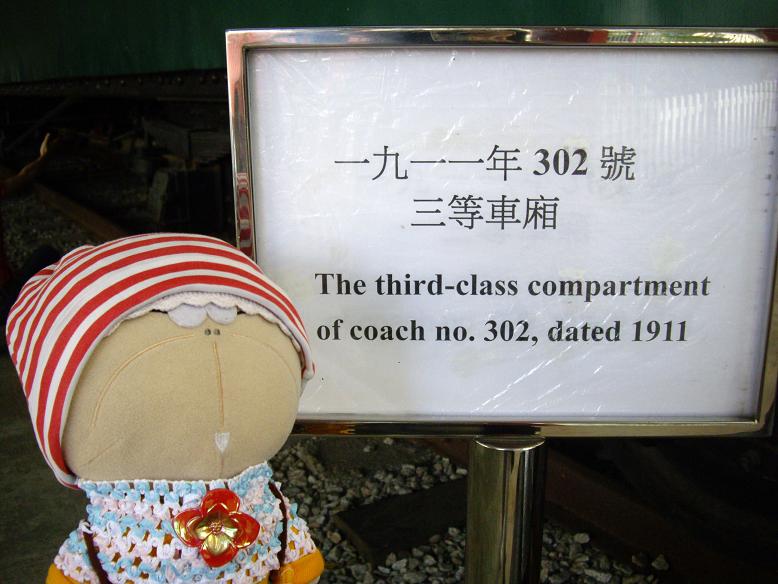 一九一一年 302 號
三等車廂
The third-class compartment
of coach no. 302, dated 1911